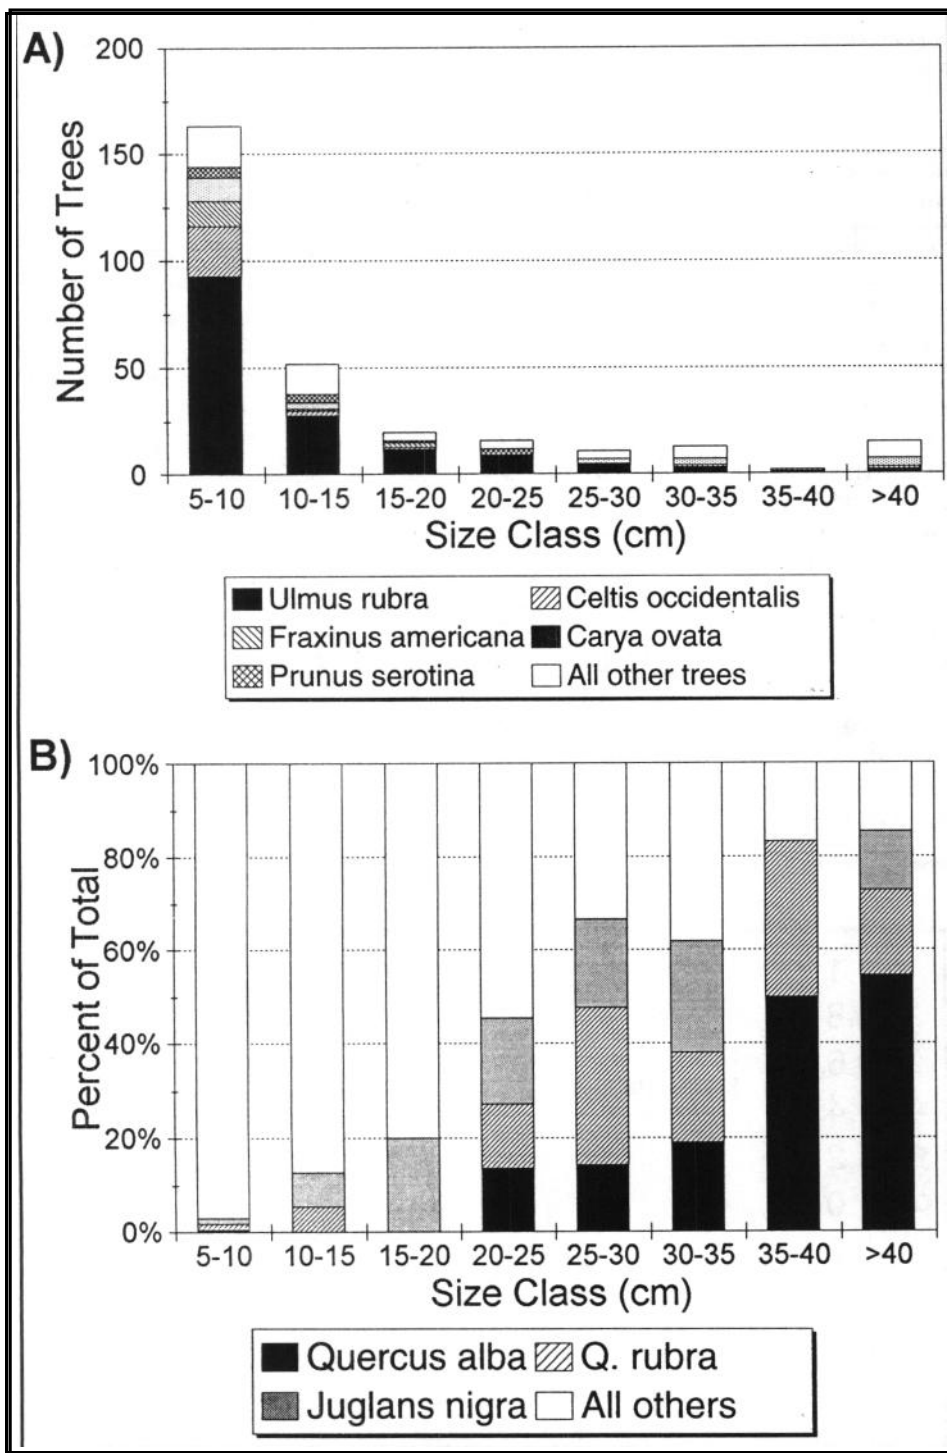 A)
200
150
100
50
0
Number of Trees
5-10 10-15 15-20 20-25 25-30 30-35 35-40 >40
Size Class (cm)
Ulmus rubra Celtis occidentalis
Fraxinus americana Carya ovata
Prunus serotina All other trees
B)
100%
80%
60%
40%
20%
0%
Percent of Total
5-10 10-15 15-20 20-25 25-30 30-35 35-40 >40
Size Class (cm)
Quercus alba Q. rubra
Juglans nigra All others